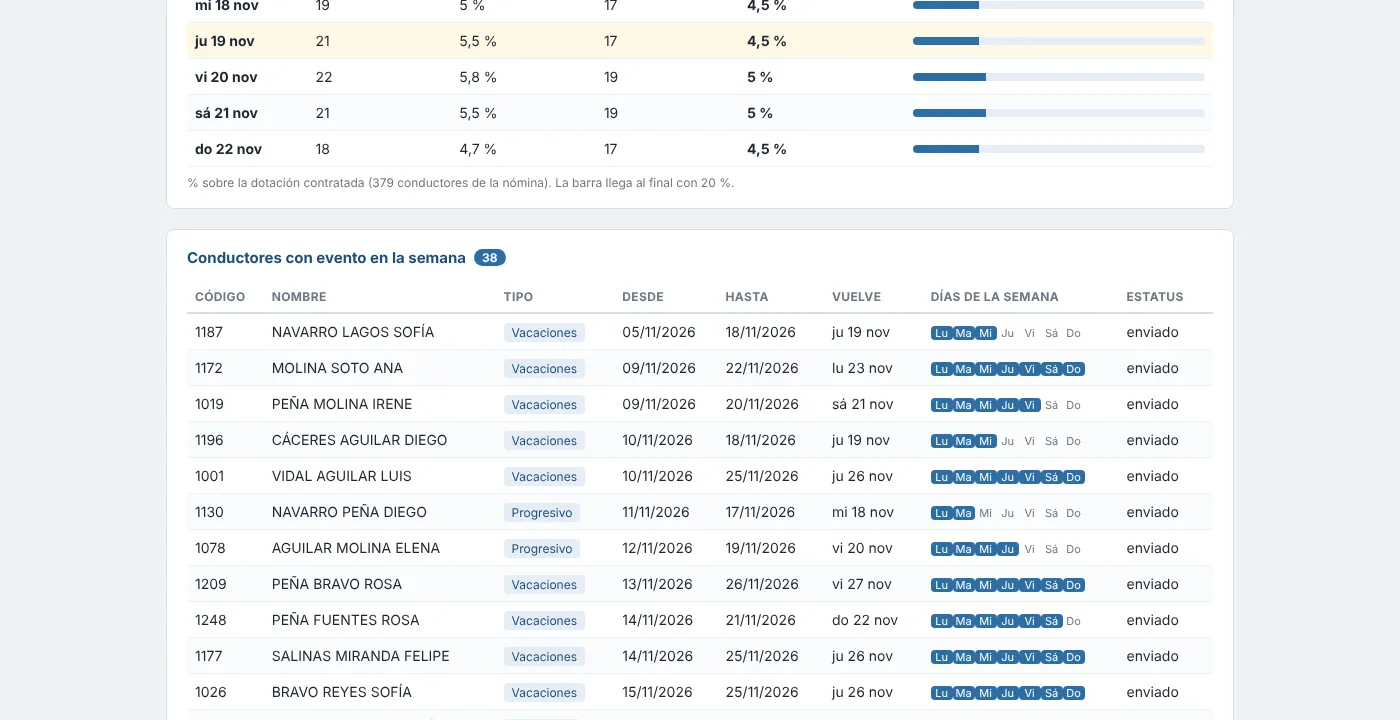 mi 18 nov 19 5 % 17 4,5 %
ju 19 nov 21 5,5 % 17 4,5 %
vi 20 nov 22 5,8 % 19 5 %
sá 21 nov 21 5,5 % 19 5 %
do 22 nov 18 4,7 % 17 4,5 %
% sobre la dotación contratada (379 conductores de la nómina). La barra llega al final con 20 %.
Conductores con evento en la semana 38
CÓDIGO NOMBRE TIPO DESDE HASTA VUELVE DÍAS DE LA SEMANA ESTATUS
1187 NAVARRO LAGOS SOFÍA Vacaciones 05/11/2026 18/11/2026 ju 19 nov Lu Ma Mi Ju Vi Sá Do enviado
1172 MOLINA SOTO ANA Vacaciones 09/11/2026 22/11/2026 lu 23 nov Lu Ma Mi Ju Vi Sá Do enviado
1019 PEÑA MOLINA IRENE Vacaciones 09/11/2026 20/11/2026 sá 21 nov Lu Ma Mi Ju Vi Sá Do enviado
1196 CÁCERES AGUILAR DIEGO Vacaciones 10/11/2026 18/11/2026 ju 19 nov Lu Ma Mi Ju Vi Sá Do enviado
1001 VIDAL AGUILAR LUIS Vacaciones 10/11/2026 25/11/2026 ju 26 nov Lu Ma Mi Ju Vi Sá Do enviado
1130 NAVARRO PEÑA DIEGO Progresivo 11/11/2026 17/11/2026 mi 18 nov Lu Ma Mi Ju Vi Sá Do enviado
1078 AGUILAR MOLINA ELENA Progresivo 12/11/2026 19/11/2026 vi 20 nov Lu Ma Mi Ju Vi Sá Do enviado
1209 PEÑA BRAVO ROSA Vacaciones 13/11/2026 26/11/2026 vi 27 nov Lu Ma Mi Ju Vi Sá Do enviado
1248 PEÑA FUENTES ROSA Vacaciones 14/11/2026 21/11/2026 do 22 nov Lu Ma Mi Ju Vi Sá Do enviado
1177 SALINAS MIRANDA FELIPE Vacaciones 14/11/2026 25/11/2026 ju 26 nov Lu Ma Mi Ju Vi Sá Do enviado
1026 BRAVO REYES SOFÍA Vacaciones 15/11/2026 25/11/2026 ju 26 nov Lu Ma Mi Ju Vi Sá Do enviado